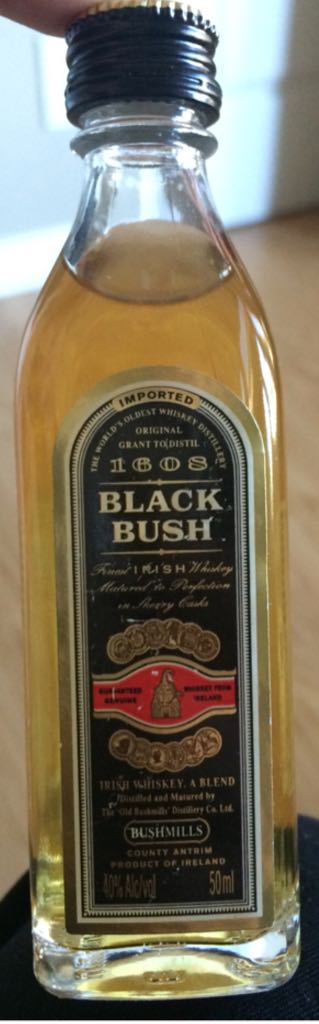 IMPORTED
THE WORLD'S OLDEST WHISKEY DISTILLERY
ORIGINAL
GRANT TO DISTIL
1608
BLACK
BUSH
Finest IRISH Whiskey
Matured to Perfection
in Sherry Casks
GUARANTEED WHISKEY FROM
GENUINE IRELAND
IRISH WHISKEY. A BLEND
Distilled and Matured by
The 'Old Bushmills' Distillery Co. Ltd.
BUSHMILLS
COUNTY ANTRIM
PRODUCT OF IRELAND
40% Alc/vol 50ml